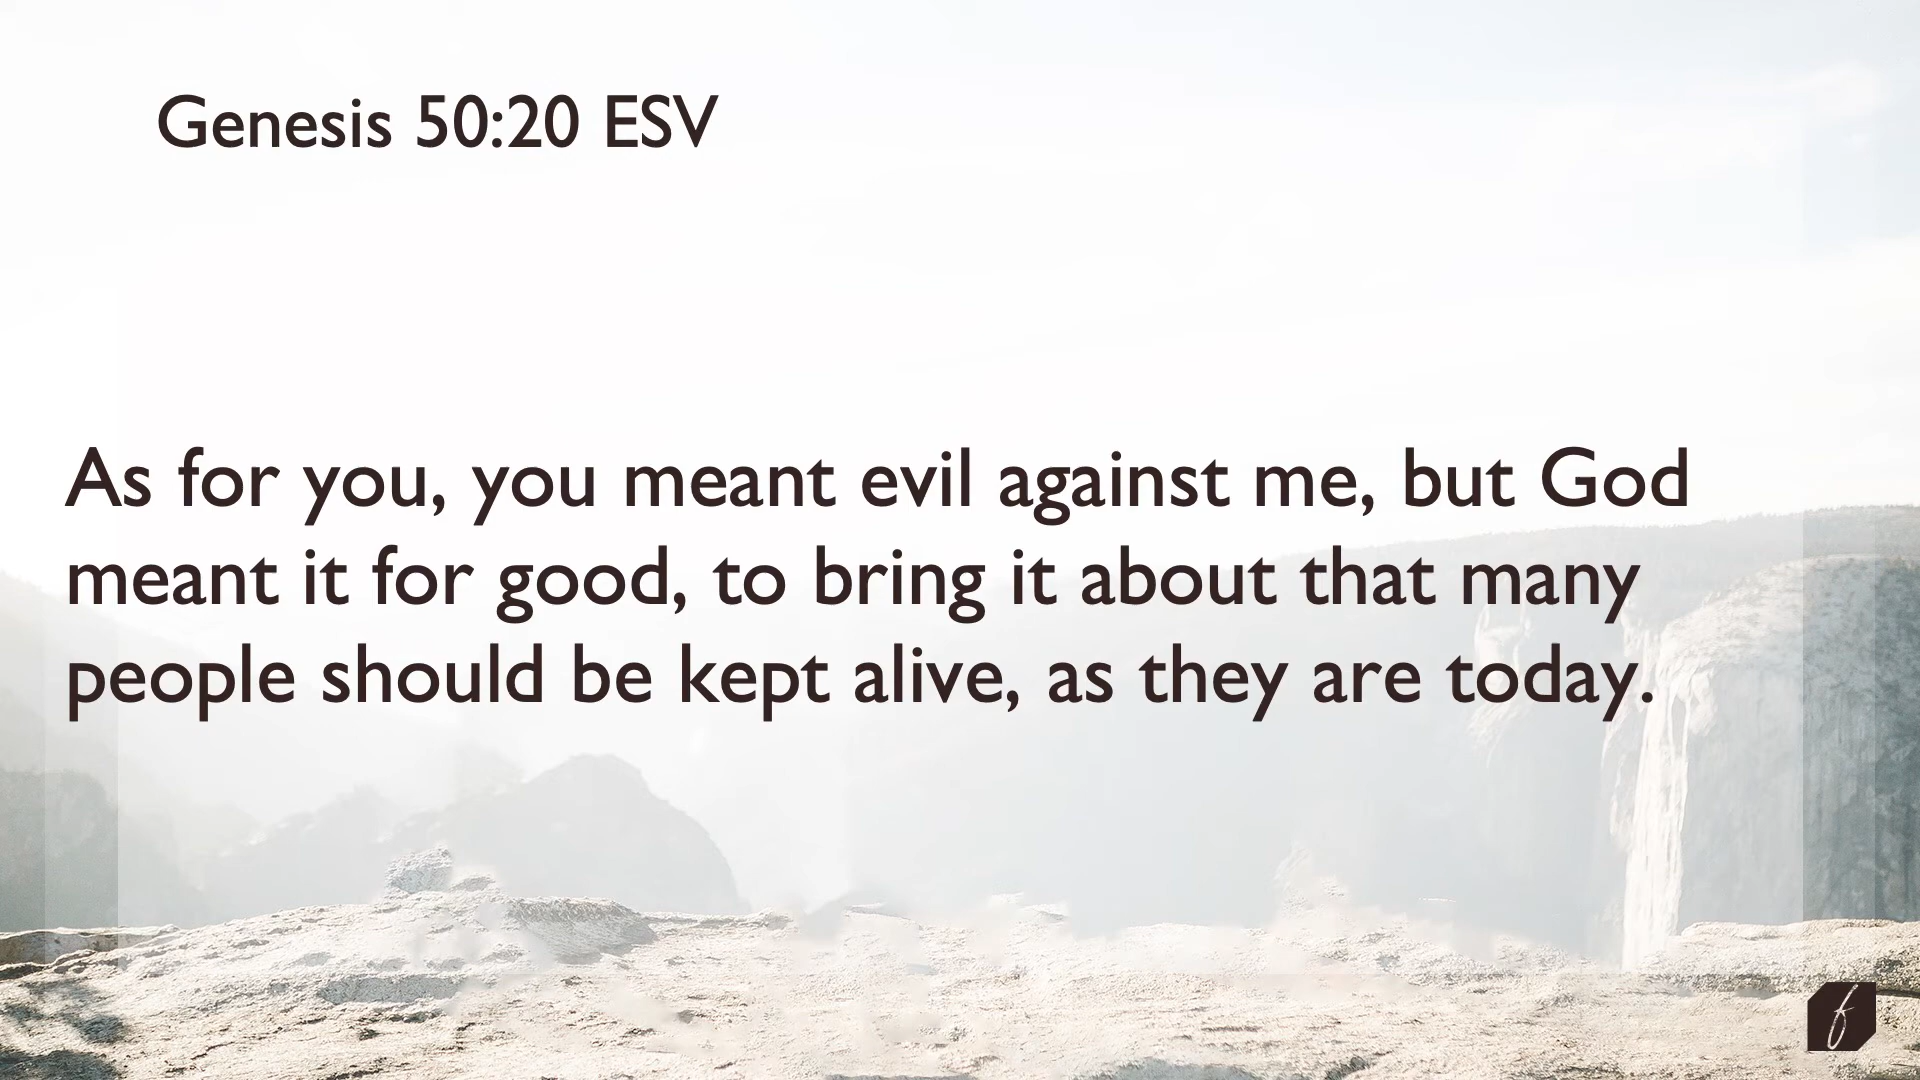 Genesis 50:20 ESV
As for you, you meant evil against me, but God
meant it for good, to bring it about that many
people should be kept alive, as they are today.
f